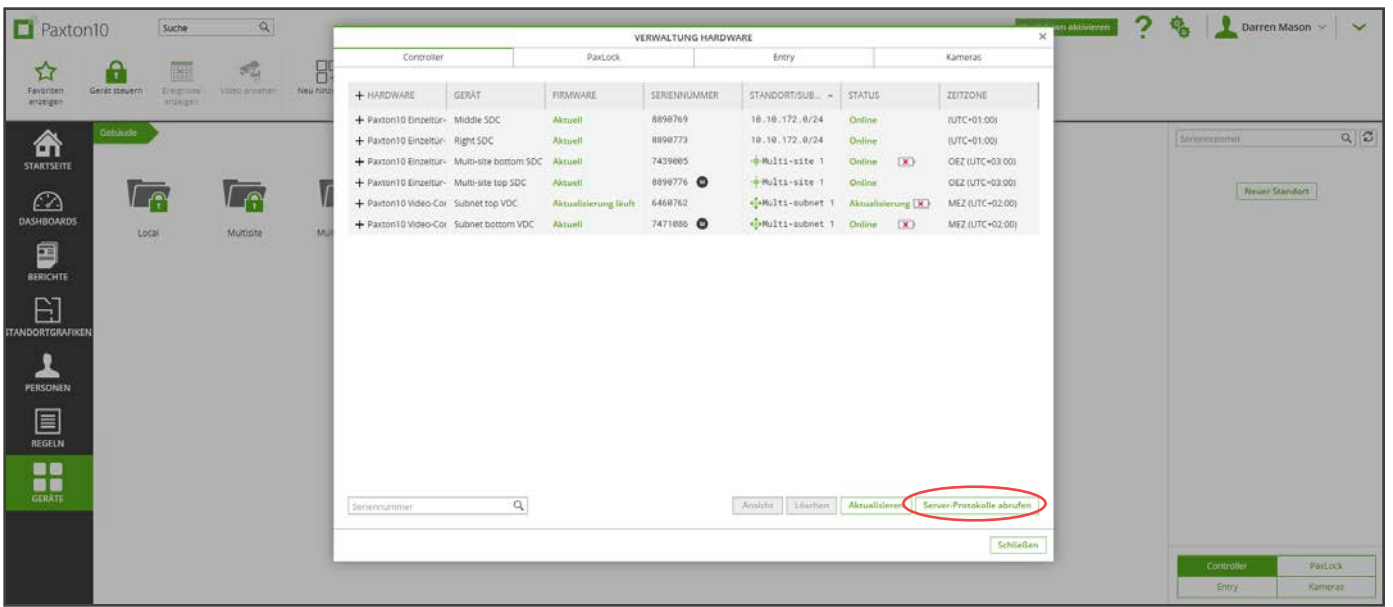 Paxton10
Suche
aktivieren
Darren Mason
Favoriten anzeigen
Gerät steuern
Ereignisse anzeigen
Video ansehen
Neu hinzu
STARTSEITE
DASHBOARDS
BERICHTE
STANDORTGRAFIKEN
PERSONEN
REGELN
GERÄTE
Gebäude
Local
Multisite
VERWALTUNG HARDWARE
Controller PaxLock Entry Kameras
HARDWARE GERÄT FIRMWARE SERIENNUMMER STANDORT/SUB... STATUS ZEITZONE
Paxton10 Einzeltür- Middle SDC Aktuell 8890769 10.10.172.0/24 Online (UTC+01:00)
Paxton10 Einzeltür- Right SDC Aktuell 8890773 10.10.172.0/24 Online (UTC+01:00)
Paxton10 Einzeltür- Multi-site bottom SDC Aktuell 7439005 Multi-site 1 Online OEZ (UTC+03:00)
Paxton10 Einzeltür- Multi-site top SDC Aktuell 8890776 M Multi-site 1 Online OEZ (UTC+03:00)
Paxton10 Video-Cor Subnet top VDC Aktualisierung läuft 6460762 Multi-subnet 1 Aktualisierung MEZ (UTC+02:00)
Paxton10 Video-Cor Subnet bottom VDC Aktuell 7471086 M Multi-subnet 1 Online MEZ (UTC+02:00)
Seriennummer
Ansicht Löschen Aktualisieren Server-Protokolle abrufen
Schließen
Seriennummer
Neuer Standort
Controller PaxLock
Entry Kameras